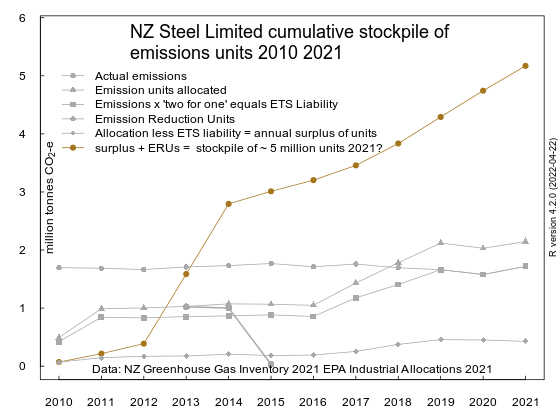 NZ Steel Limited cumulative stockpile of
emissions units 2010 2021
Actual emissions
Emission units allocated
Emissions x 'two for one' equals ETS Liability
Emission Reduction Units
Allocation less ETS liability = annual surplus of units
surplus + ERUs =  stockpile of ~ 5 million units 2021?
million tonnes CO2-e
6
5
4
3
2
1
0
Data: NZ Greenhouse Gas Inventory 2021 EPA Industrial Allocations 2021
2010 2011 2012 2013 2014 2015 2016 2017 2018 2019 2020 2021
R version 4.2.0 (2022-04-22)